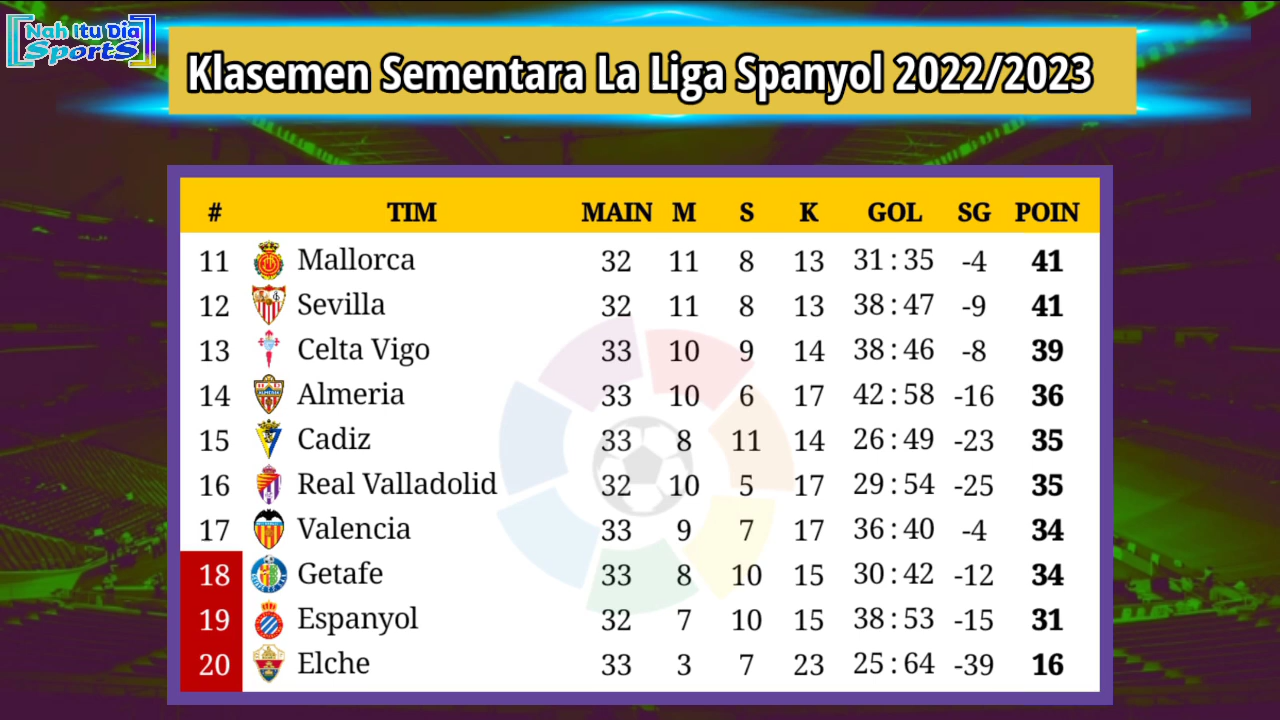 Nah Itu Dia
Sports
Klasemen Sementara La Liga Spanyol 2022/2023
# TIM MAIN M S K GOL SG POIN
11 Mallorca 32 11 8 13 31:35 -4 41
12 Sevilla 32 11 8 13 38:47 -9 41
13 Celta Vigo 33 10 9 14 38:46 -8 39
14 Almeria 33 10 6 17 42:58 -16 36
15 Cadiz 33 8 11 14 26:49 -23 35
16 Real Valladolid 32 10 5 17 29:54 -25 35
17 Valencia 33 9 7 17 36:40 -4 34
18 Getafe 33 8 10 15 30:42 -12 34
19 Espanyol 32 7 10 15 38:53 -15 31
20 Elche 33 3 7 23 25:64 -39 16